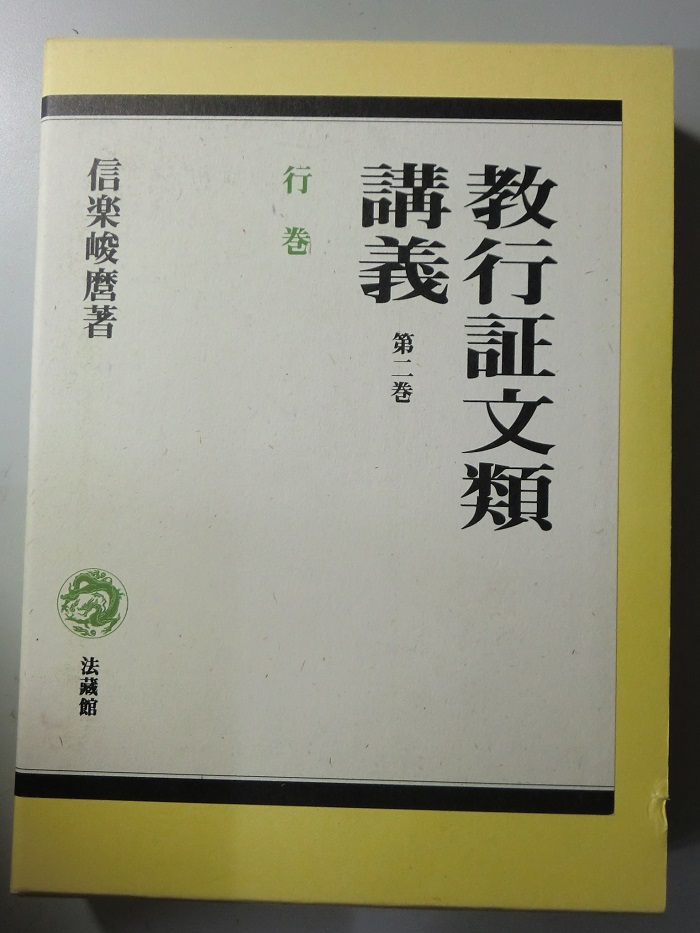 教行証文類
講義 第二巻
行巻
信楽峻麿著
法藏館